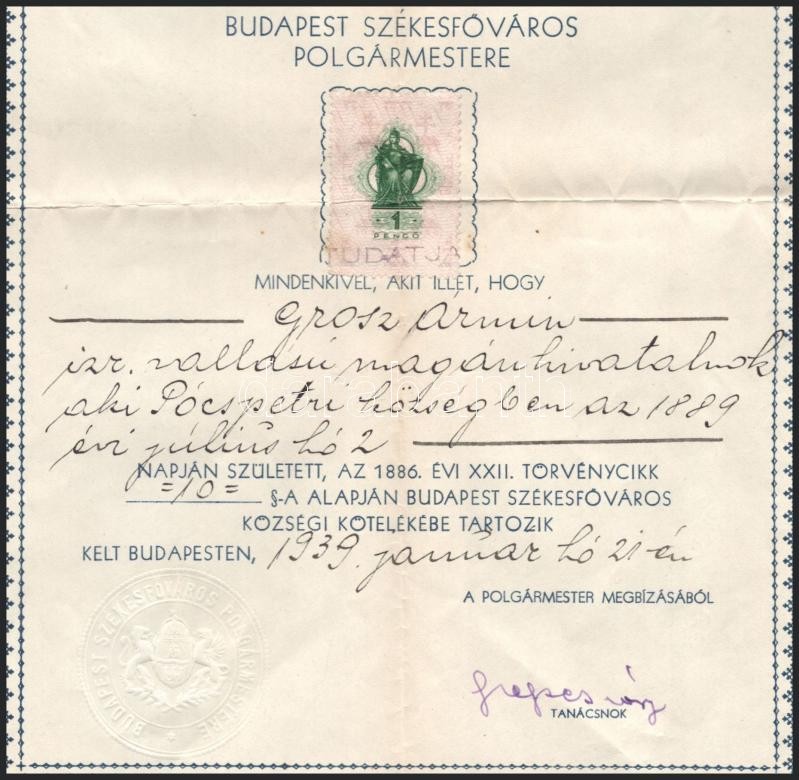 BUDAPEST SZÉKESFŐVÁROS
POLGÁRMESTERE
1
PENGŐ
TUDATJA
MINDENKIVEL, AKIT ILLET, HOGY
Grosz Ármin
izr. vallású magánhivatalnok
aki Pócspetri községben az 1889
évi július hó 2
NAPJÁN SZÜLETETT, AZ 1886. ÉVI XXII. TÖRVÉNYCIKK
=10= §-A ALAPJÁN BUDAPEST SZÉKESFŐVÁROS
KÖZSÉGI KÖTELÉKÉBE TARTOZIK
KELT BUDAPESTEN, 1939. január hó 21-én
A POLGÁRMESTER MEGBÍZÁSÁBÓL
TANÁCSNOK
BUDAPEST SZÉKESFŐVÁROS POLGÁRMESTERE